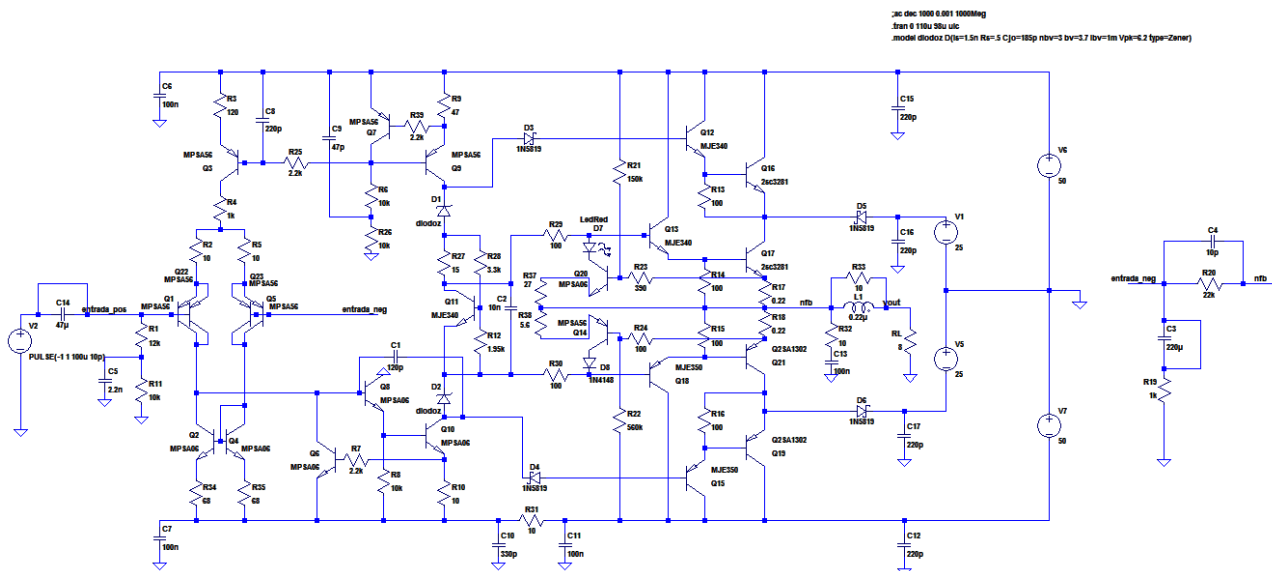 ;ac dec 1000 0.001 1000Meg
.tran 0 110u 98u uic
.model diodoz D(Is=1.5n Rs=.5 Cjo=185p nbv=3 bv=3.7 Ibv=1m Vpk=6.2 type=Zener)
C6
100n
R3
120
C8
220p
C9
47p
MPSA56
Q7
R39
2.2k
R9
47
MPSA56
Q3
R25
2.2k
MPSA56
Q9
D3
1N5819
Q12
MJE340
C15
220p
V6
50
R4
1k
R6
10k
R26
10k
D1
diodoz
R21
150k
R13
100
Q16
2sc3281
R2
10
R5
10
R27
15
R28
3.3k
R29
100
LedRed
D7
Q13
MJE340
D5
1N5819
C16
220p
V1
25
Q22
MPSA56
Q1
Q23
MPSA56
Q5
V2
PULSE(-1 1 100u 10p)
C14
47µ
entrada_pos
entrada_neg
R1
12k
C5
2.2n
R11
10k
Q11
MJE340
C2
10n
R12
1.95k
R37
27
R38
5.6
Q20
MPSA06
R23
390
R14
100
Q17
2sc3281
R17
0.22
nfb
R18
0.22
R33
10
L1
0.22µ
vout
R32
10
C13
100n
RL
8
MPSA56
Q14
R24
100
R15
100
C1
120p
Q8
MPSA06
D2
diodoz
R30
100
D8
1N4148
MJE350
Q18
Q2SA1302
Q21
V5
25
C4
10p
entrada_neg
R20
22k
nfb
C3
220µ
R19
1k
Q2
MPSA06
Q4
MPSA06
Q6
MPSA06
R7
2.2k
Q10
MPSA06
R8
10k
R10
10
R22
560k
R16
100
D6
1N5819
C17
220p
V7
50
R34
68
R35
68
D4
1N5819
MJE350
Q15
Q2SA1302
Q19
C7
100n
C10
330p
R31
10
C11
100n
C12
220p